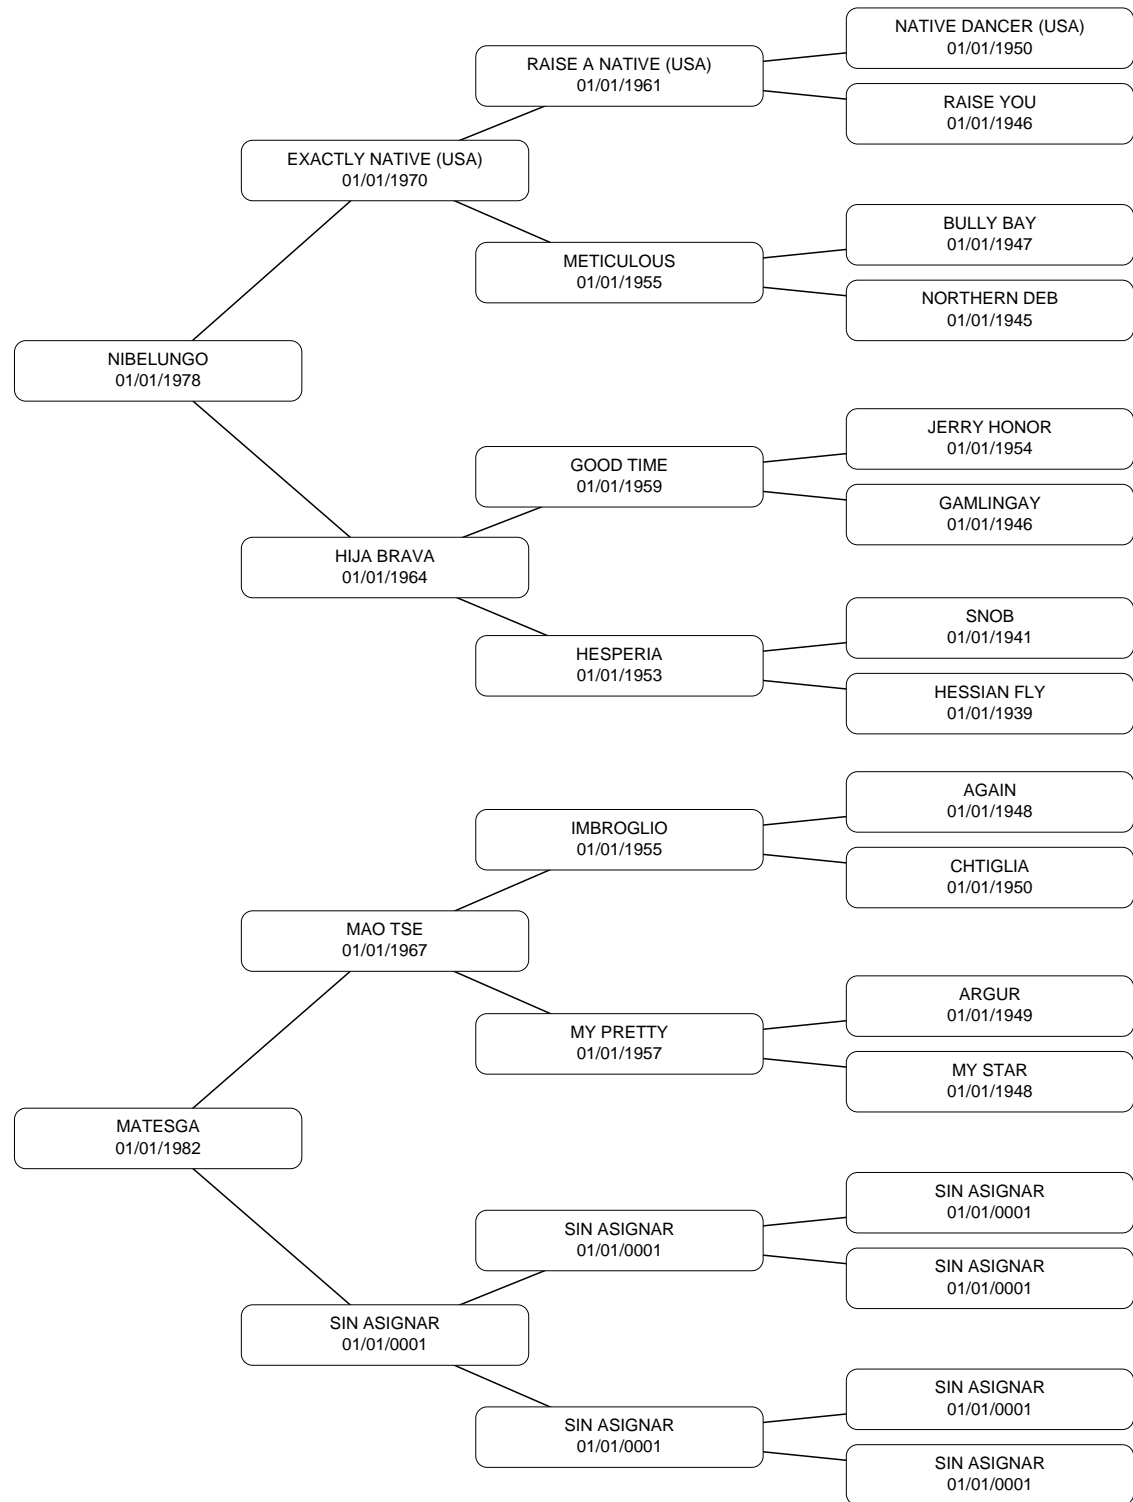 NATIVE DANCER (USA)
01/01/1950
RAISE A NATIVE (USA)
01/01/1961
RAISE YOU
01/01/1946
EXACTLY NATIVE (USA)
01/01/1970
BULLY BAY
01/01/1947
METICULOUS
01/01/1955
NORTHERN DEB
01/01/1945
NIBELUNGO
01/01/1978
JERRY HONOR
01/01/1954
GOOD TIME
01/01/1959
GAMLINGAY
01/01/1946
HIJA BRAVA
01/01/1964
SNOB
01/01/1941
HESPERIA
01/01/1953
HESSIAN FLY
01/01/1939
AGAIN
01/01/1948
IMBROGLIO
01/01/1955
CHTIGLIA
01/01/1950
MAO TSE
01/01/1967
ARGUR
01/01/1949
MY PRETTY
01/01/1957
MY STAR
01/01/1948
MATESGA
01/01/1982
SIN ASIGNAR
01/01/0001
SIN ASIGNAR
01/01/0001
SIN ASIGNAR
01/01/0001
SIN ASIGNAR
01/01/0001
SIN ASIGNAR
01/01/0001
SIN ASIGNAR
01/01/0001
SIN ASIGNAR
01/01/0001